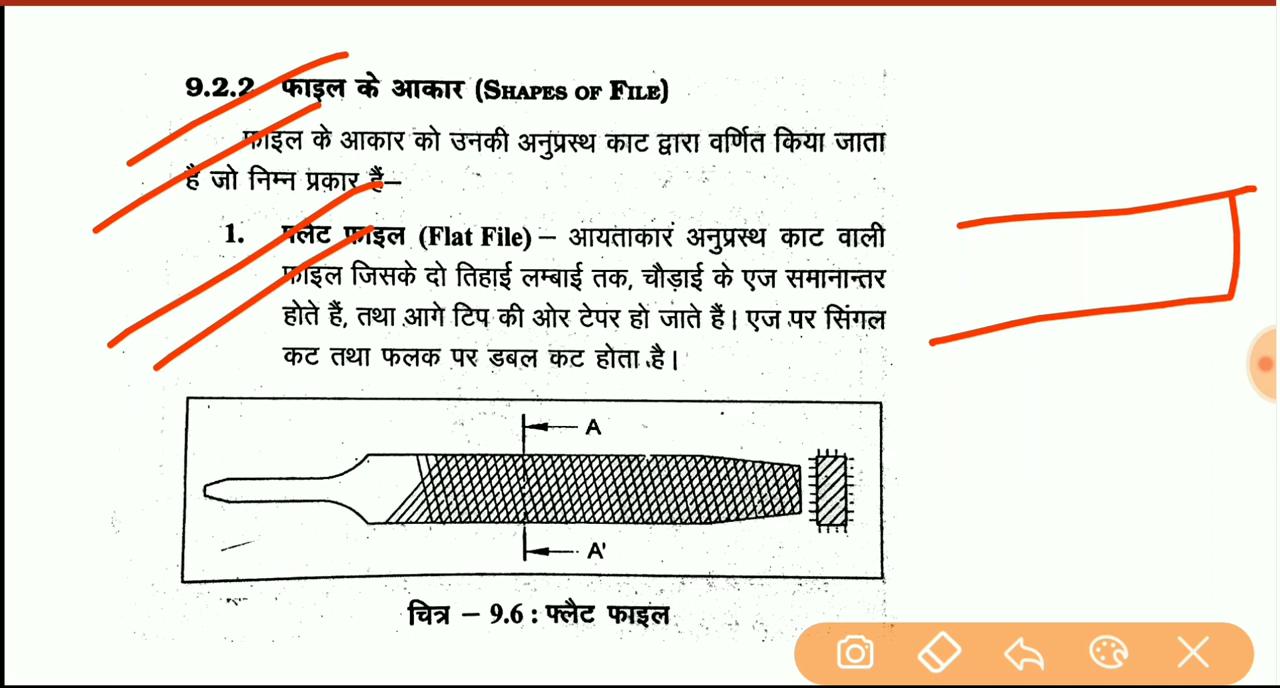 9.2.2 फाइल के आकार (SHAPES OF FILE)
फाइल के आकार को उनकी अनुप्रस्थ काट द्वारा वर्णित किया जाता
है जो निम्न प्रकार हैं–
1. फ्लैट फाइल (Flat File) – आयताकार अनुप्रस्थ काट वाली
फाइल जिसके दो तिहाई लम्बाई तक, चौड़ाई के एज समानान्तर
होते हैं, तथा आगे टिप की ओर टेपर हो जाते हैं। एज पर सिंगल
कट तथा फलक पर डबल कट होता है।
A
A'
चित्र – 9.6 : फ्लैट फाइल